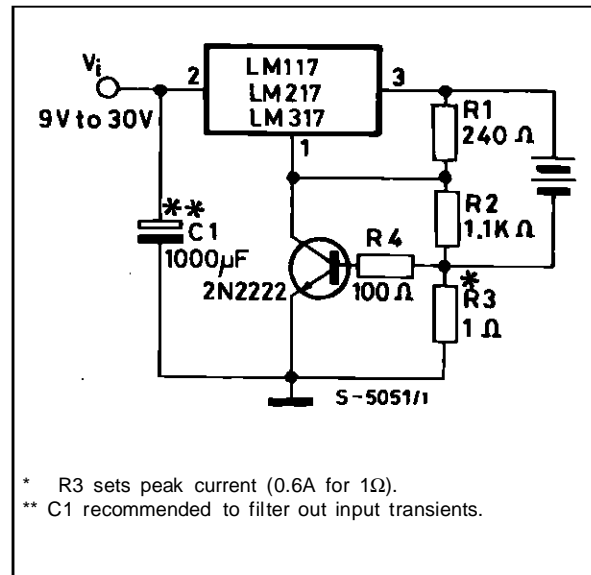 Vi
2
LM117
LM217
LM317
3
1
9V to 30V
R1
240 Ω
R2
1.1K Ω
**
C1
1000µF
2N2222
R4
100 Ω
*
R3
1 Ω
S-5051/1
* R3 sets peak current (0.6A for 1Ω).
** C1 recommended to filter out input transients.